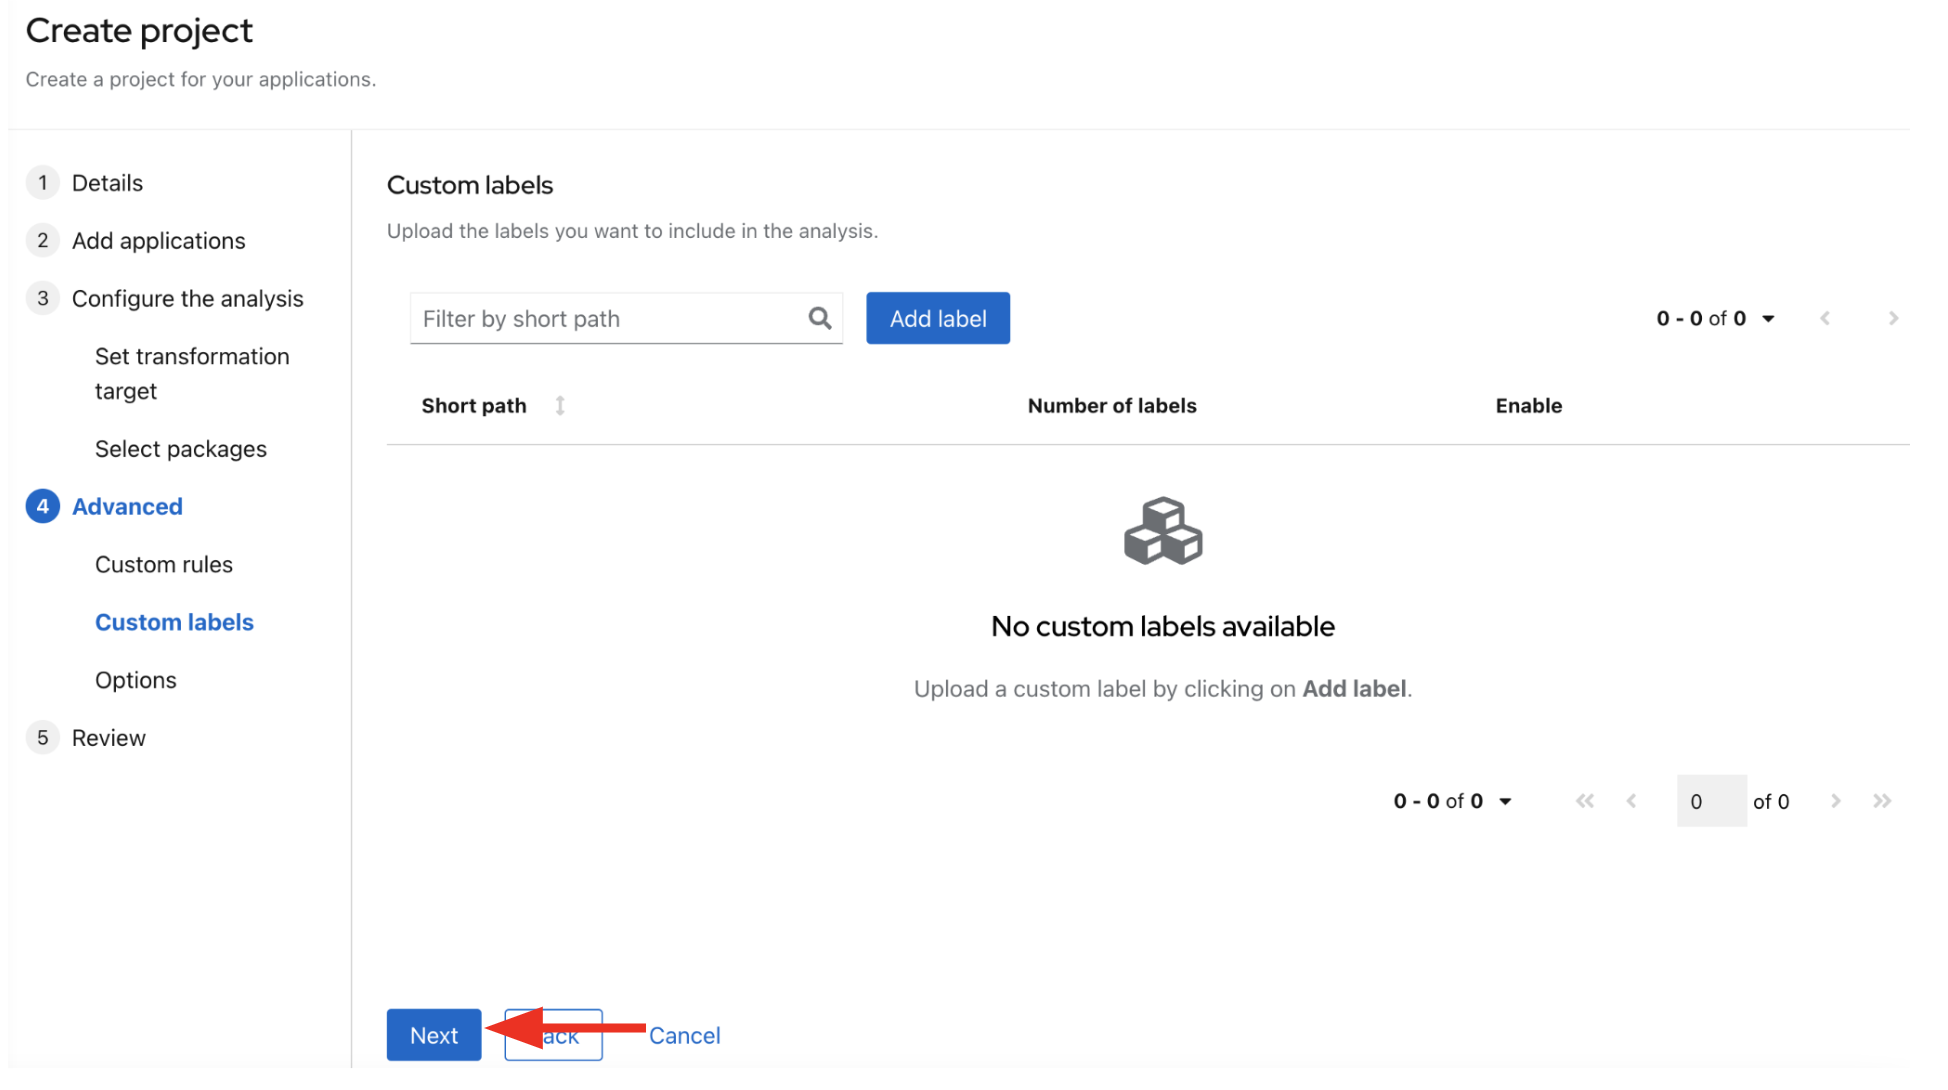 Create project
Create a project for your applications.
1 Details
2 Add applications
3 Configure the analysis
Set transformation
target
Select packages
4 Advanced
Custom rules
Custom labels
Options
5 Review
Custom labels
Upload the labels you want to include in the analysis.
Filter by short path
Add label
0 - 0 of 0
Short path
Number of labels
Enable
No custom labels available
Upload a custom label by clicking on Add label.
0 - 0 of 0
0 of 0
Next
Cancel